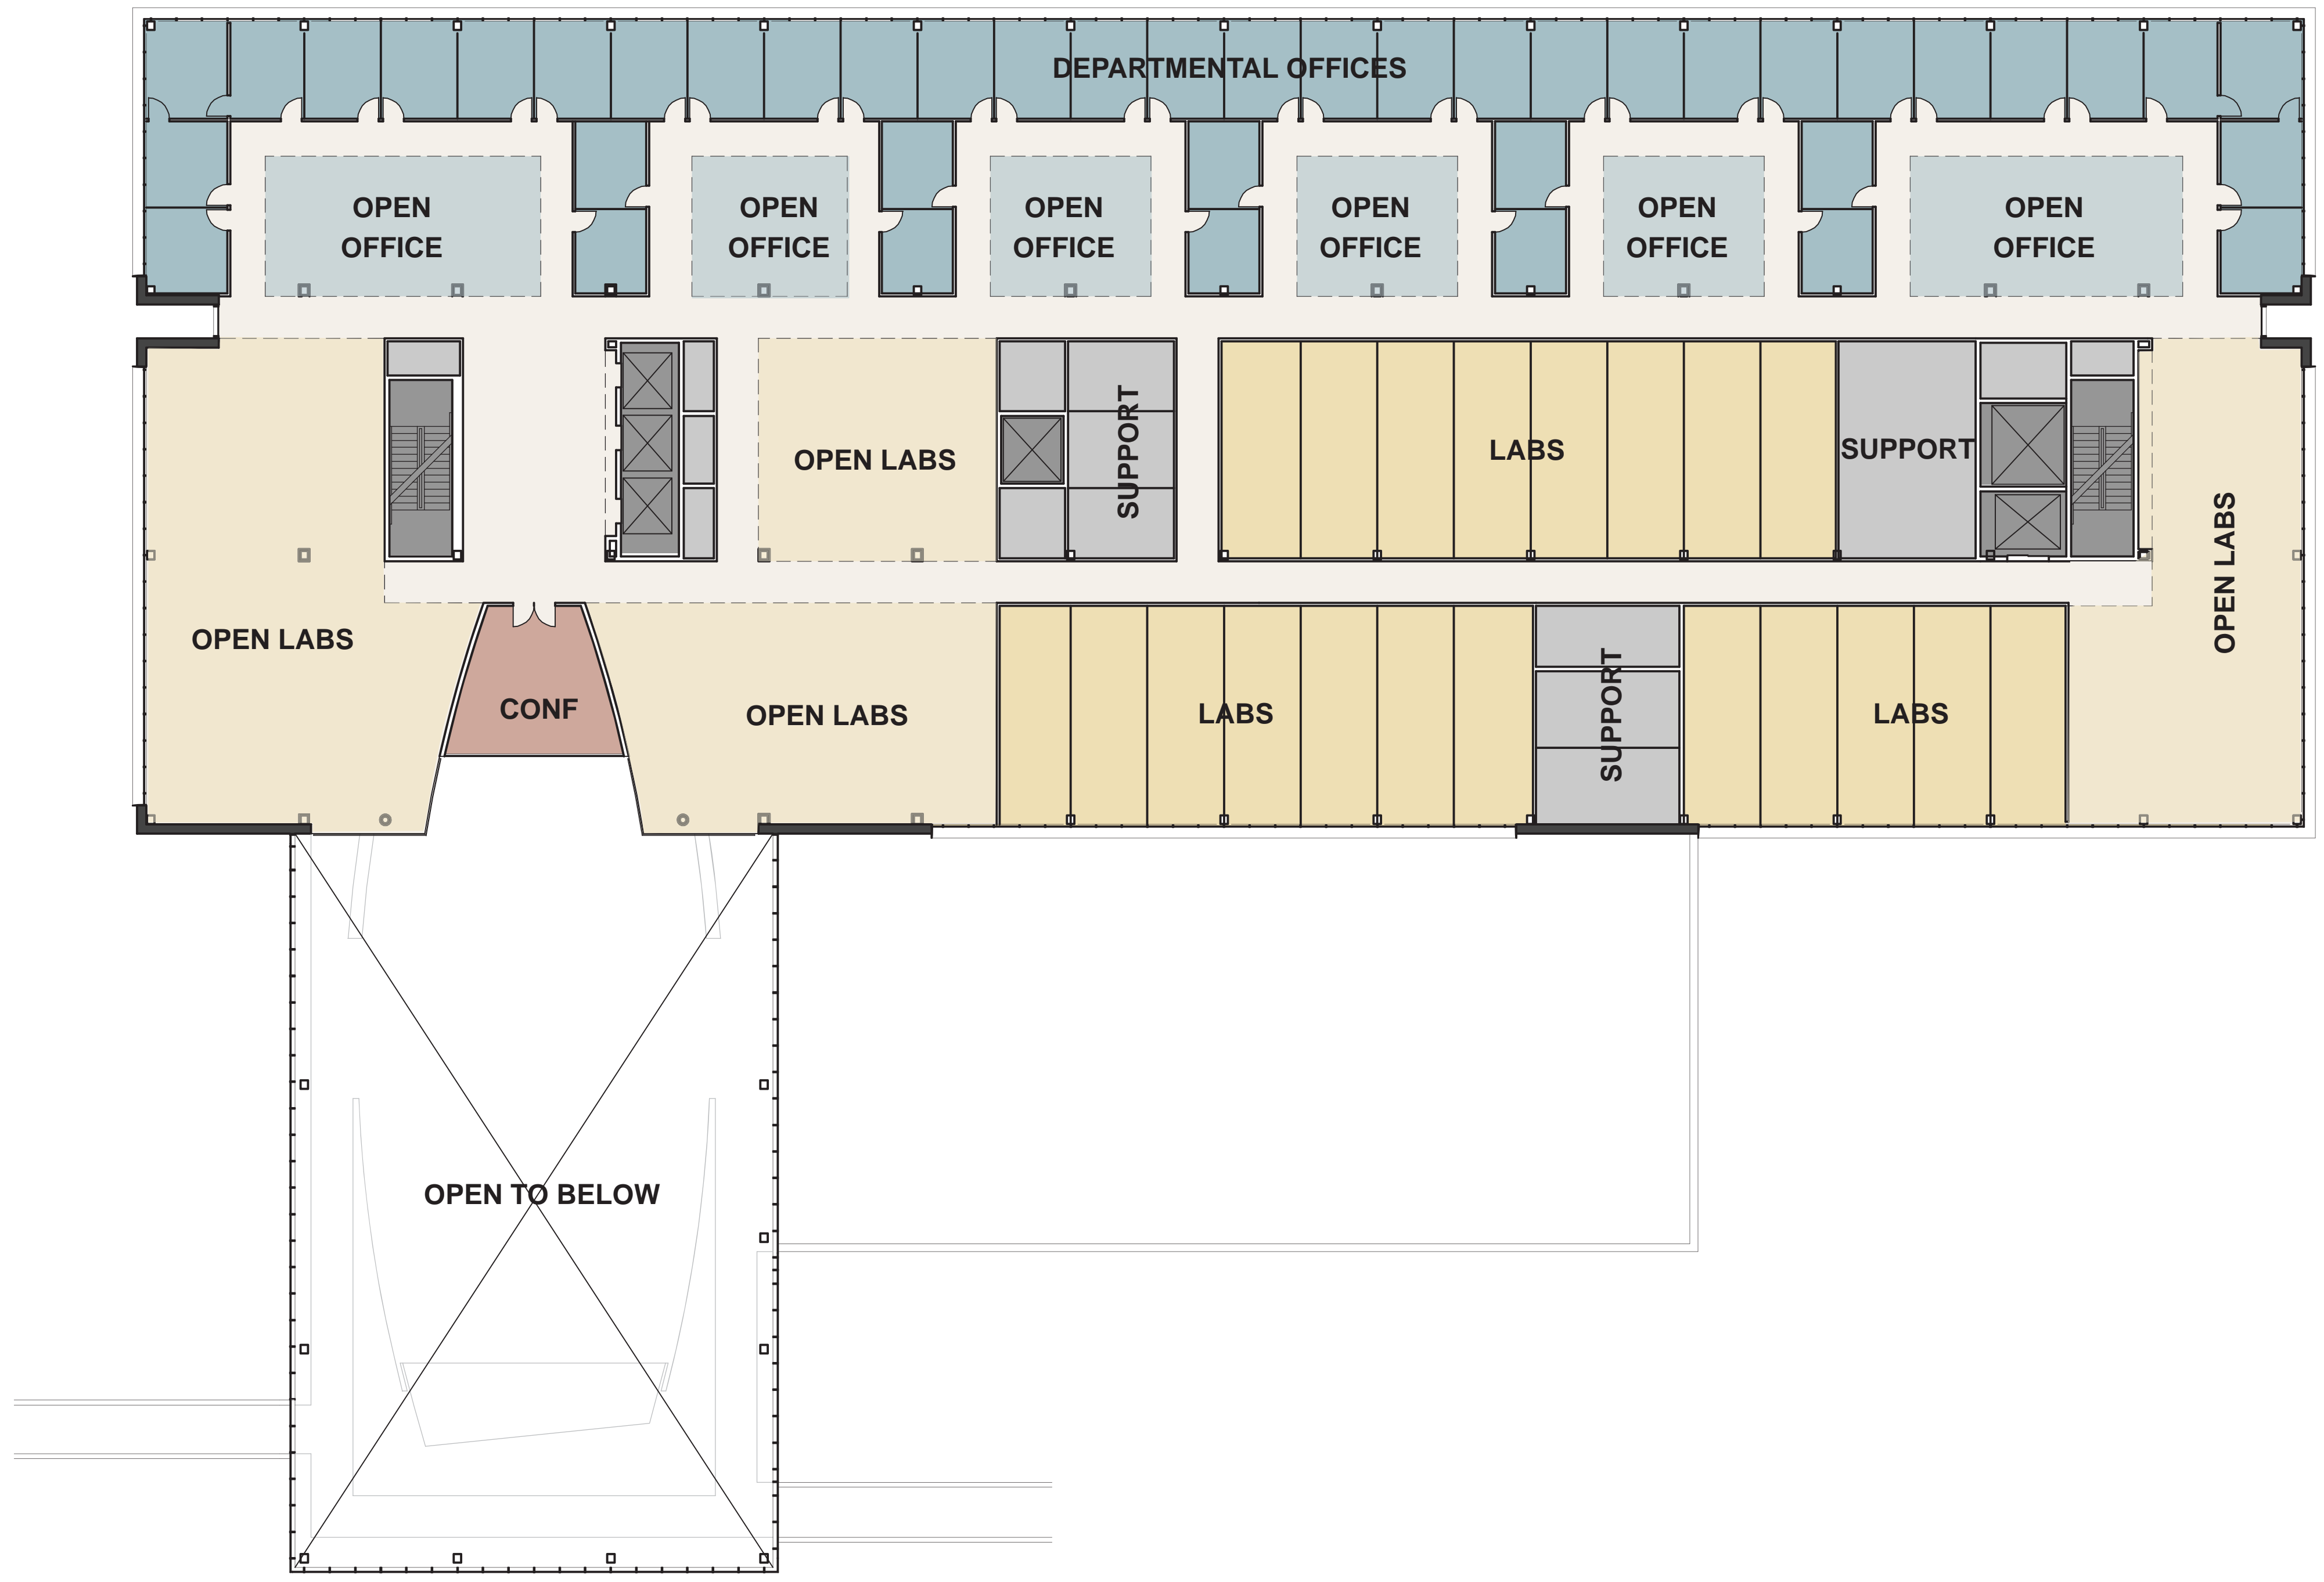 DEPARTMENTAL OFFICES
OPEN
OFFICE
OPEN
OFFICE
OPEN
OFFICE
OPEN
OFFICE
OPEN
OFFICE
OPEN
OFFICE
OPEN LABS
SUPPORT
LABS
SUPPORT
OPEN LABS
OPEN LABS
CONF
OPEN LABS
LABS
SUPPORT
LABS
OPEN TO BELOW